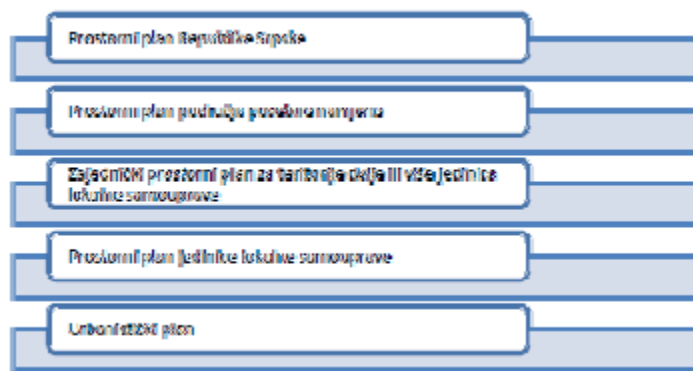 Prostorni plan Republike Srpske
Prostorni plan područja posebne namjene
Zajednički prostorni plan za teritorije dvije ili više jedinica
lokalne samouprave
Prostorni plan jedinice lokalne samouprave
Urbanistički plan